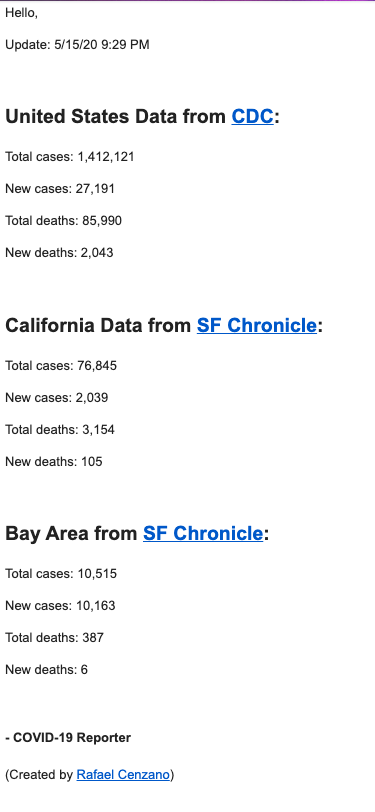 Hello,
Update: 5/15/20 9:29 PM
United States Data from CDC:
Total cases: 1,412,121
New cases: 27,191
Total deaths: 85,990
New deaths: 2,043
California Data from SF Chronicle:
Total cases: 76,845
New cases: 2,039
Total deaths: 3,154
New deaths: 105
Bay Area from SF Chronicle:
Total cases: 10,515
New cases: 10,163
Total deaths: 387
New deaths: 6
- COVID-19 Reporter
(Created by Rafael Cenzano)